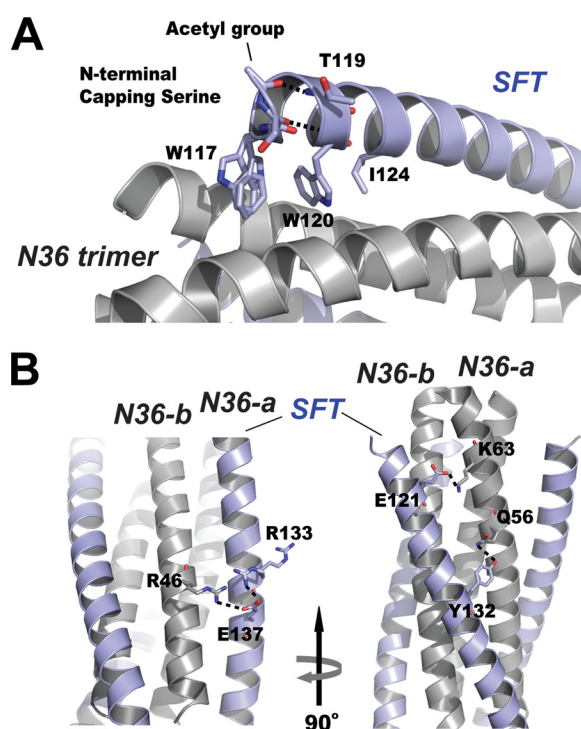 A
Acetyl group
T119
SFT
N-terminal
Capping Serine
W117
I124
W120
N36 trimer
B
N36-b
N36-a
N36-b
N36-a
SFT
K63
E121
Q56
R133
R46
Y132
E137
90°